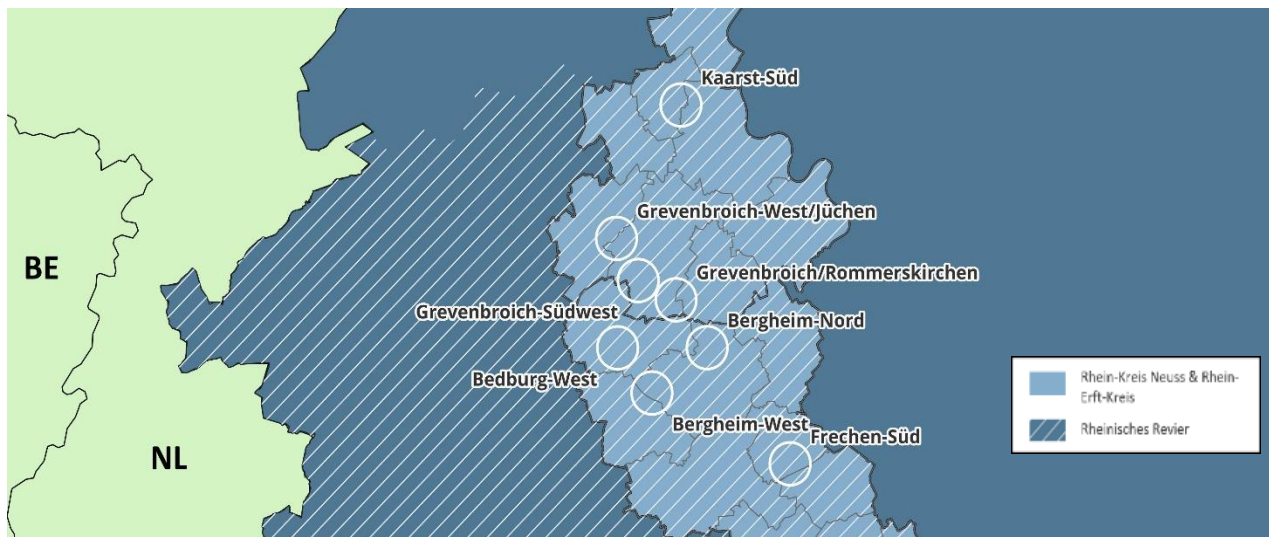 Kaarst-Süd
Grevenbroich-West/Jüchen
BE
Grevenbroich/Rommerskirchen
Grevenbroich-Südwest
Bergheim-Nord
Bedburg-West
Rhein-Kreis Neuss & Rhein-
Erft-Kreis
Bergheim-West
Rheinisches Revier
Frechen-Süd
NL